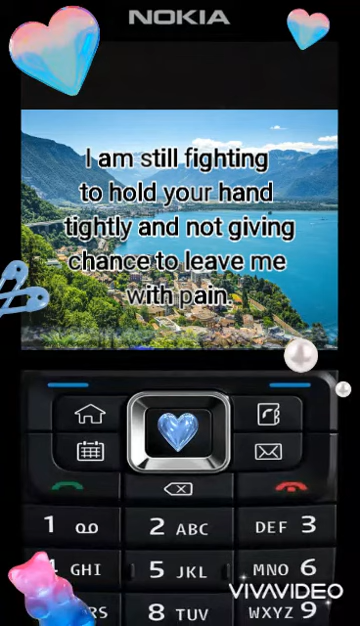 NOKIA
I am still fighting
to hold your hand
tightly and not giving
chance to leave me
with pain.
1 2 ABC DEF 3
GHI 5 JKL MNO 6
VIVAVIDEO
RS 8 TUV WXYZ 9